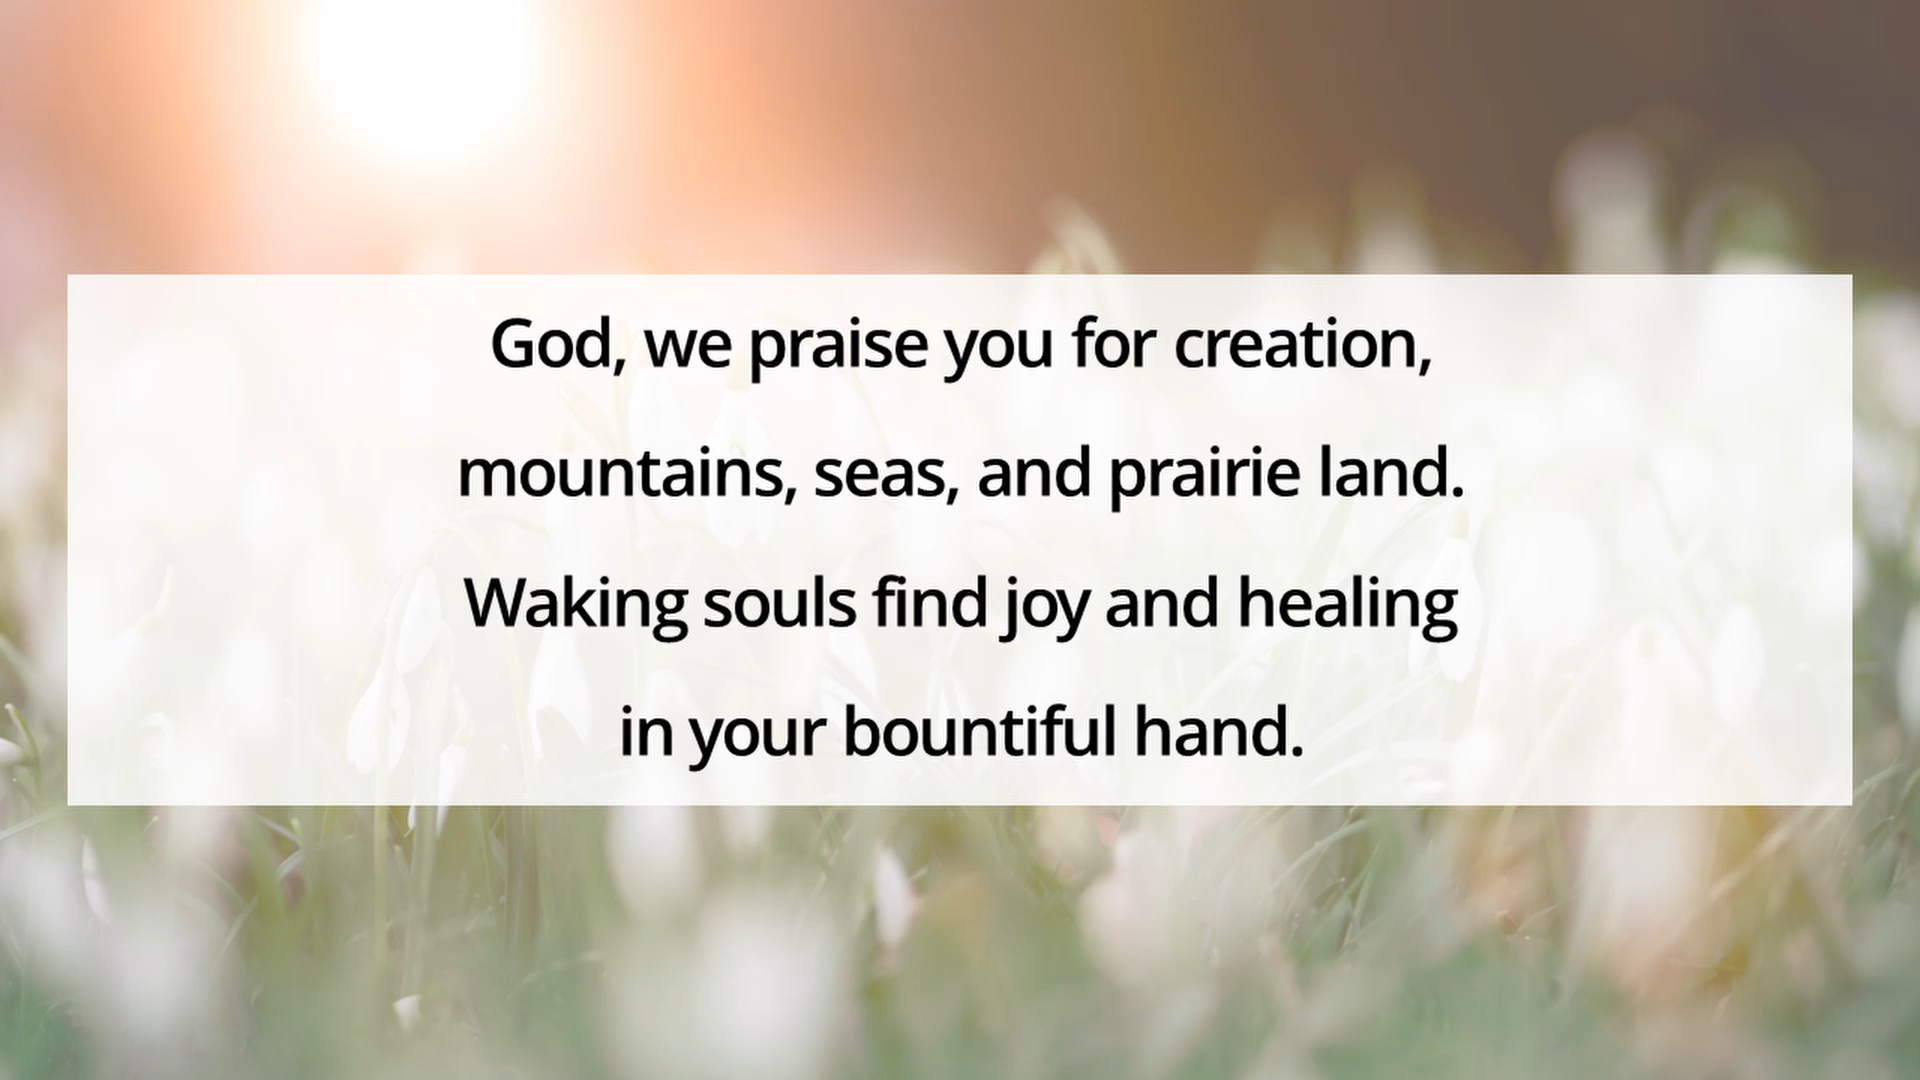 God, we praise you for creation,
mountains, seas, and prairie land.
Waking souls find joy and healing
in your bountiful hand.